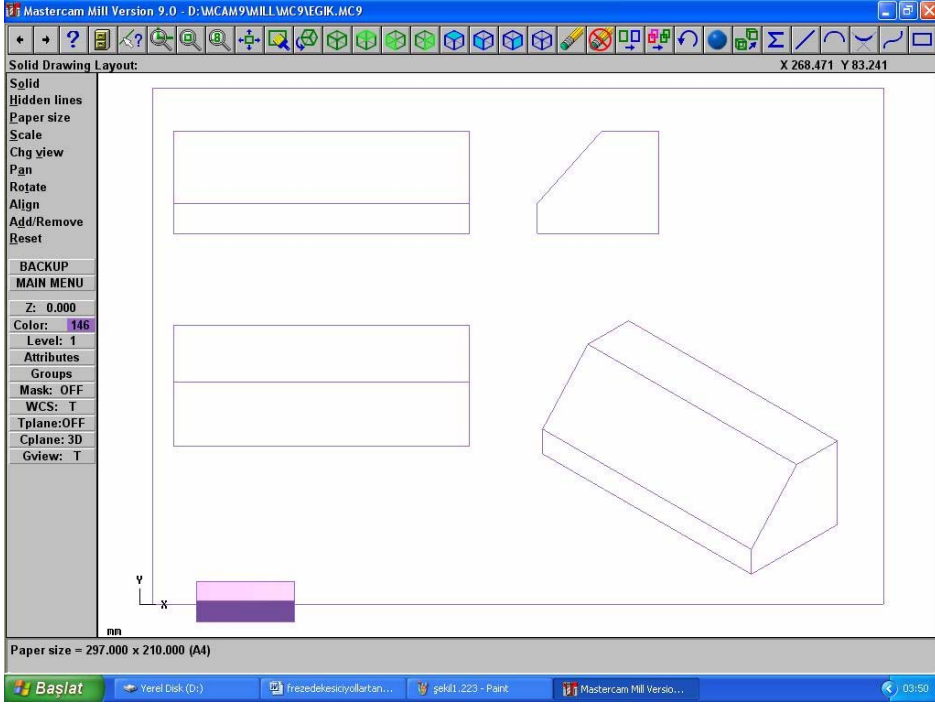 Mastercam Mill Version 9.0 - D:\MCAM9\MILL\MC9\EGIK.MC9
Solid Drawing Layout:
X 268.471 Y 83.241
Solid
Hidden lines
Paper size
Scale
Chg view
Pan
Rotate
Align
Add/Remove
Reset
BACKUP
MAIN MENU
Z: 0.000
Color: 146
Level: 1
Attributes
Groups
Mask: OFF
WCS: T
Tplane:OFF
Cplane: 3D
Gview: T
Y
X
mm
Paper size = 297.000 x 210.000 (A4)
Başlat
Yerel Disk (D:)
frezedekesiciyollartan...
şekil1.223 - Paint
Mastercam Mill Versio...
03:50